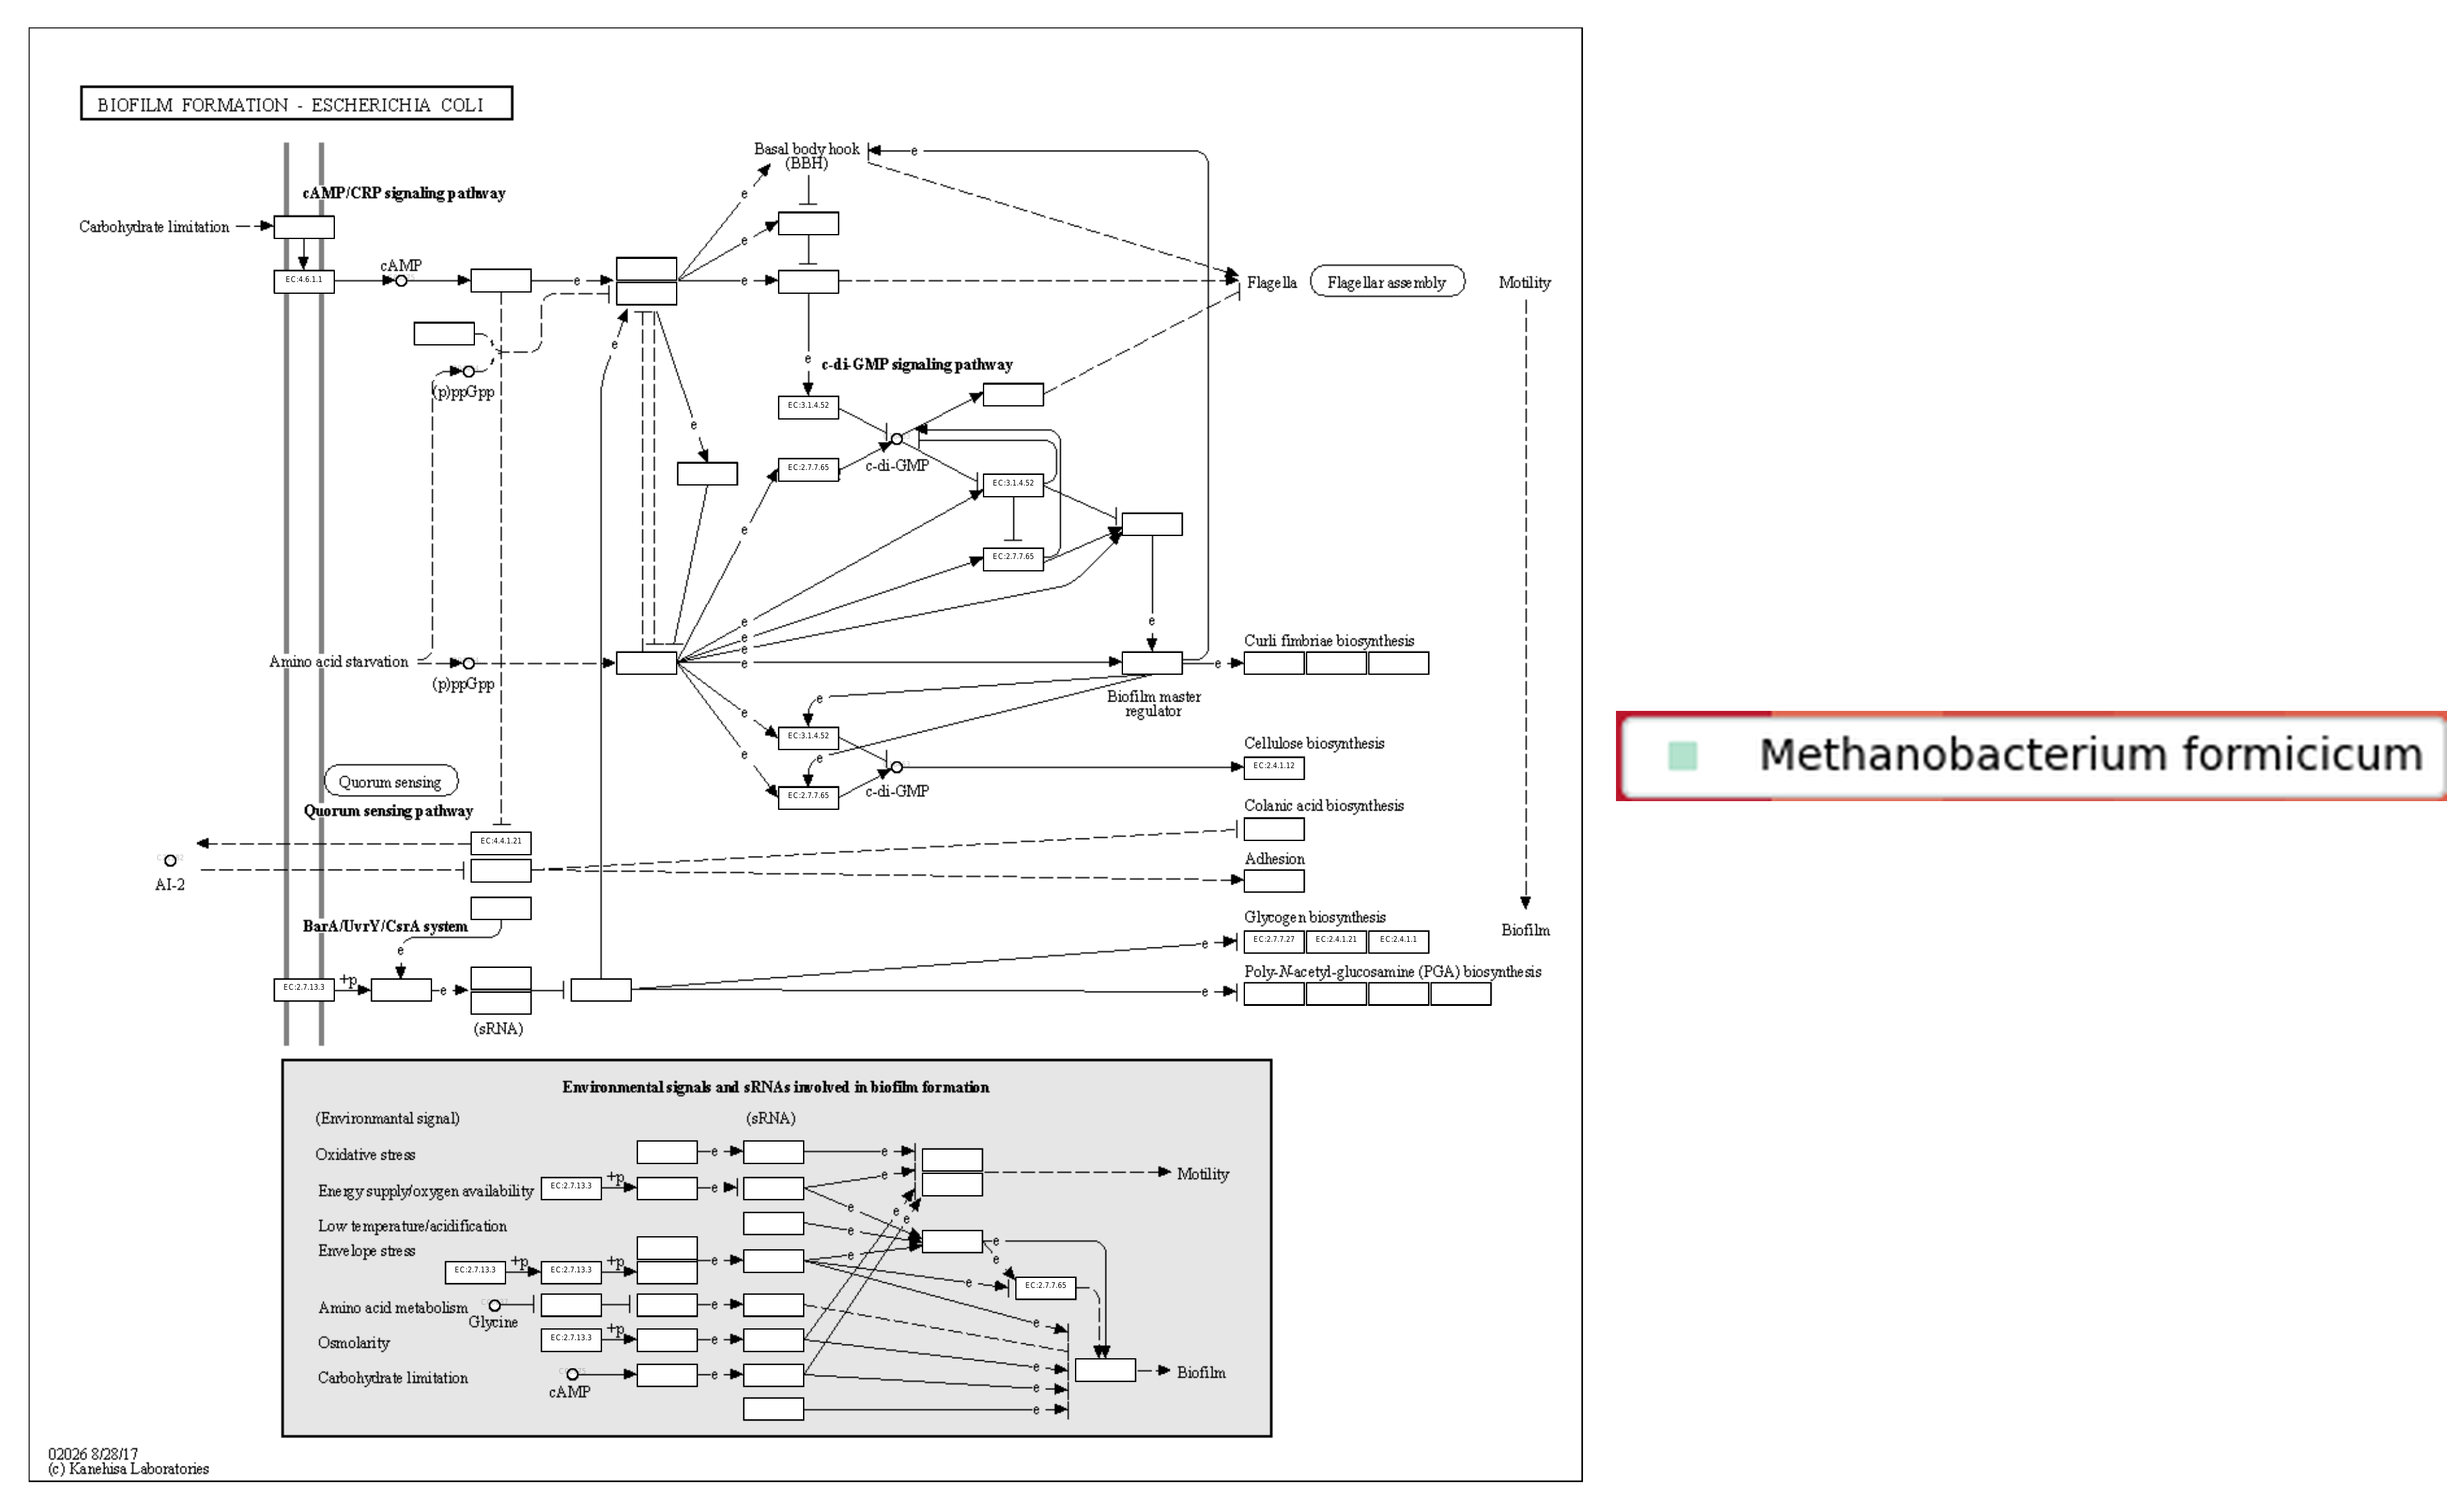 BIOFILM FORMATION - ESCHERICHIA COLI
Basal body hook
(BBH)
e
e
cAMP/CRP signaling pathway
Carbohydrate limitation
e
cAMP
EC:4.6.1.1
e
e
Flagella
Flagellar assembly
Motility
e
e
c-di-GMP signaling pathway
(p)ppGpp
EC:3.1.4.52
e
EC:2.7.7.65
c-di-GMP
EC:3.1.4.52
e
EC:2.7.7.65
e
e
e
e
e
Curli fimbriae biosynthesis
Amino acid starvation
e
e
(p)ppGpp
Biofilm master
regulator
e
e
EC:3.1.4.52
Cellulose biosynthesis
e
e
EC:2.4.1.12
Quorum sensing
c-di-GMP
EC:2.7.7.65
Quorum sensing pathway
Colanic acid biosynthesis
EC:4.4.1.21
Adhesion
AI-2
BarA/UvrY/CsrA system
Glycogen biosynthesis
Biofilm
e
e
EC:2.7.7.27
EC:2.4.1.21
EC:2.4.1.1
Poly-N-acetyl-glucosamine (PGA) biosynthesis
EC:2.7.13.3
+p
e
e
(sRNA)
Environmental signals and sRNAs involved in biofilm formation
(Environmantal signal)
(sRNA)
Oxidative stress
e
e
Motility
Energy supply/oxygen availability
EC:2.7.13.3
+p
e
e
e
e
e
Low temperature/acidification
e
Envelope stress
e
e
e
EC:2.7.13.3
+p
EC:2.7.13.3
+p
e
e
EC:2.7.7.65
Amino acid metabolism
Glycine
e
e
Osmolarity
EC:2.7.13.3
+p
e
e
Carbohydrate limitation
cAMP
e
e
Biofilm
e
02026 8/28/17
(c) Kanehisa Laboratories
Methanobacterium formicicum